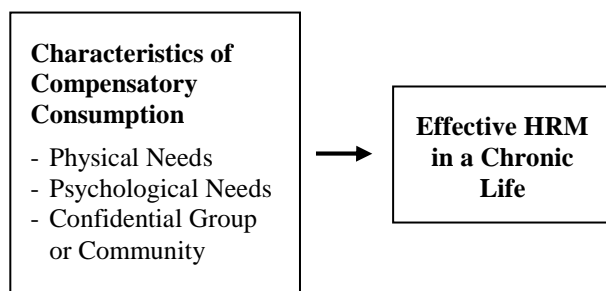 Characteristics of
Compensatory
Consumption
- Physical Needs
- Psychological Needs
- Confidential Group
or Community
Effective HRM
in a Chronic
Life